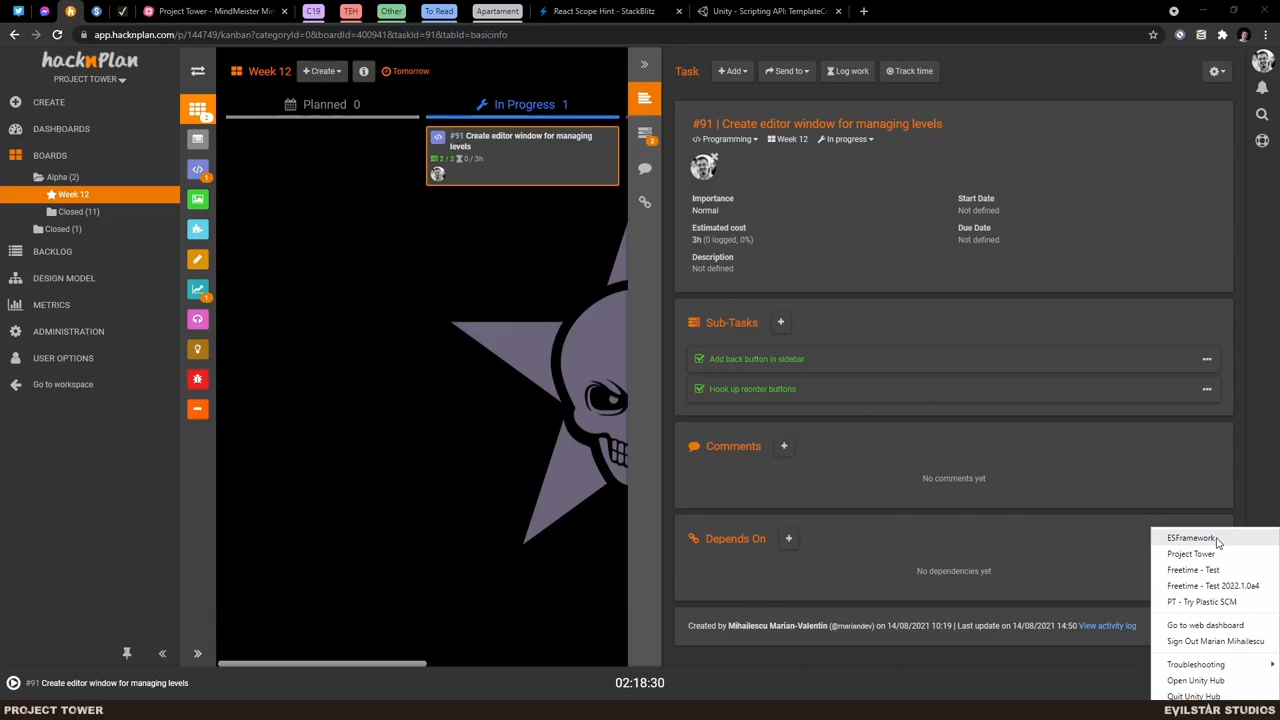 Project Tower - MindMeister Min
C19
TEH
Other
To Read
Apartament
React Scope Hint - StackBlitz
Unity - Scripting API: TemplateCo
app.hacknplan.com/p/144749/kanban?categoryId=0&boardId=400941&taskId=91&tabId=basicinfo
hacknPlan
PROJECT TOWER
CREATE
DASHBOARDS
BOARDS
Alpha (2)
Week 12
Closed (11)
Closed (1)
BACKLOG
DESIGN MODEL
METRICS
ADMINISTRATION
USER OPTIONS
Go to workspace
2
1
1
Week 12
Create
Tomorrow
Planned 0
In Progress 1
#91 Create editor window for managing
levels
2 / 2 0 / 3h
2
Task
Add
Send to
Log work
Track time
#91 | Create editor window for managing levels
Programming
Week 12
In progress
Importance
Normal
Start Date
Not defined
Estimated cost
3h (0 logged, 0%)
Due Date
Not defined
Description
Not defined
Sub-Tasks
Add back button in sidebar
Hook up reorder buttons
Comments
No comments yet
Depends On
No dependencies yet
Created by Mihailescu Marian-Valentin (@mariandev) on 14/08/2021 10:19 | Last update on 14/08/2021 14:50 View activity log
ESFramework
Project Tower
Freetime - Test
Freetime - Test 2022.1.0a4
PT - Try Plastic SCM
Go to web dashboard
Sign Out Marian Mihailescu
Troubleshooting
Open Unity Hub
Quit Unity Hub
#91 Create editor window for managing levels
02:18:30
PROJECT TOWER
EVILSTAR STUDIOS